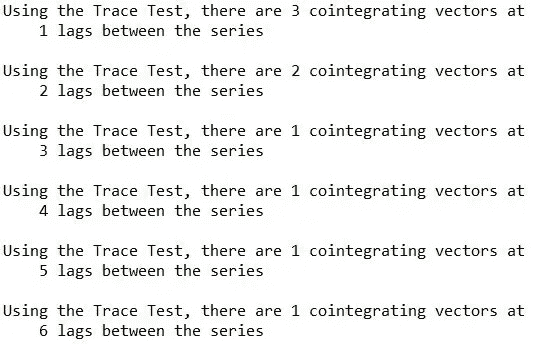 Using the Trace Test, there are 3 cointegrating vectors at
1 lags between the series
Using the Trace Test, there are 2 cointegrating vectors at
2 lags between the series
Using the Trace Test, there are 1 cointegrating vectors at
3 lags between the series
Using the Trace Test, there are 1 cointegrating vectors at
4 lags between the series
Using the Trace Test, there are 1 cointegrating vectors at
5 lags between the series
Using the Trace Test, there are 1 cointegrating vectors at
6 lags between the series